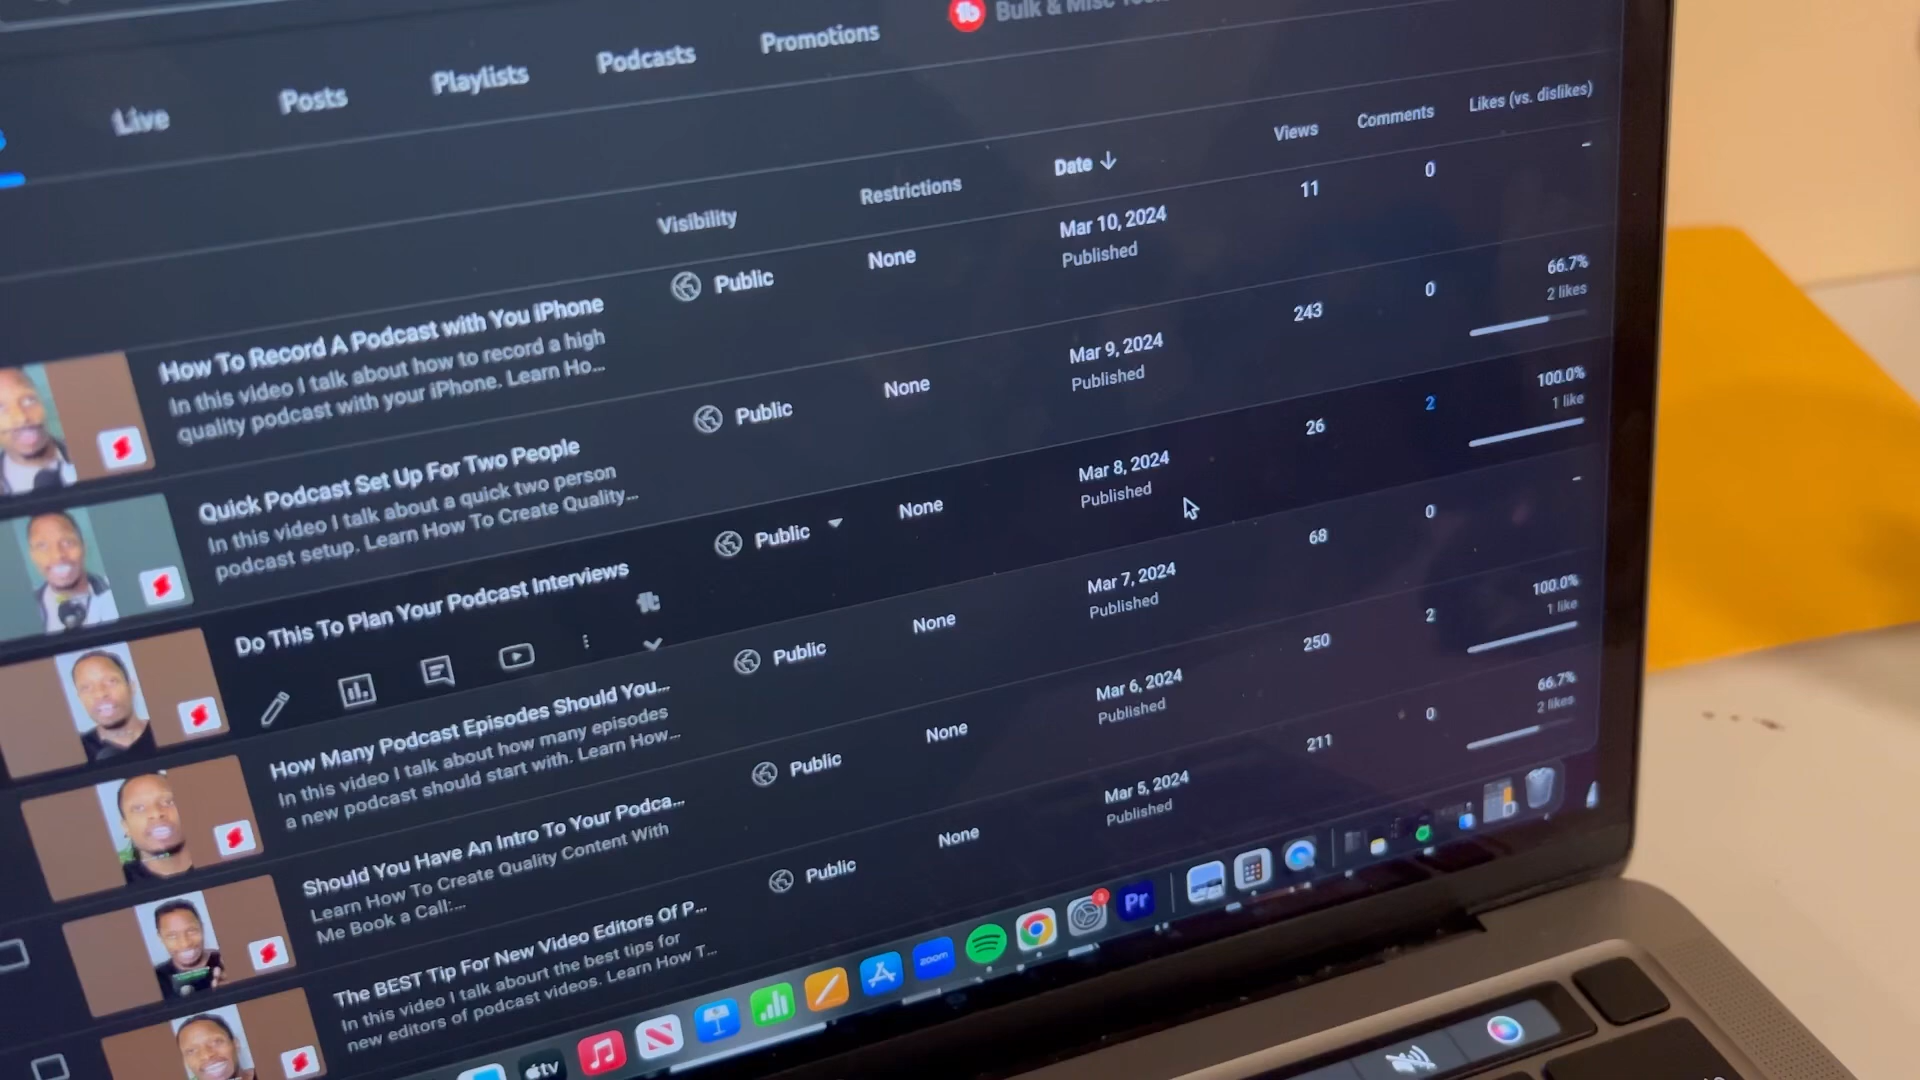 Live Posts Playlists Podcasts Promotions Bulk & Misc
Visibility Restrictions Date ↓ Views Comments Likes (vs. dislikes)
How To Record A Podcast with You iPhone
In this video I talk about how to record a high
quality podcast with your iPhone. Learn Ho...
Public None Mar 10, 2024 11 0 –
Published
Quick Podcast Set Up For Two People
In this video I talk about a quick two person
podcast setup. Learn How To Create Quality...
Public None Mar 9, 2024 243 0 66.7%
Published 2 likes
Do This To Plan Your Podcast Interviews
Public None Mar 8, 2024 26 2 100.0%
Published 1 like
How Many Podcast Episodes Should You...
In this video I talk about how many episodes
a new podcast should start with. Learn How...
Public None Mar 7, 2024 68 0 –
Published
Should You Have An Intro To Your Podca...
Learn How To Create Quality Content With
Me Book a Call:...
Public None Mar 6, 2024 250 2 100.0%
Published 1 like
The BEST Tip For New Video Editors Of P...
In this video I talk abourt the best tips for
new editors of podcast videos. Learn How T...
Public None Mar 5, 2024 211 0 66.7%
Published 2 likes
tv zoom 3 Pr